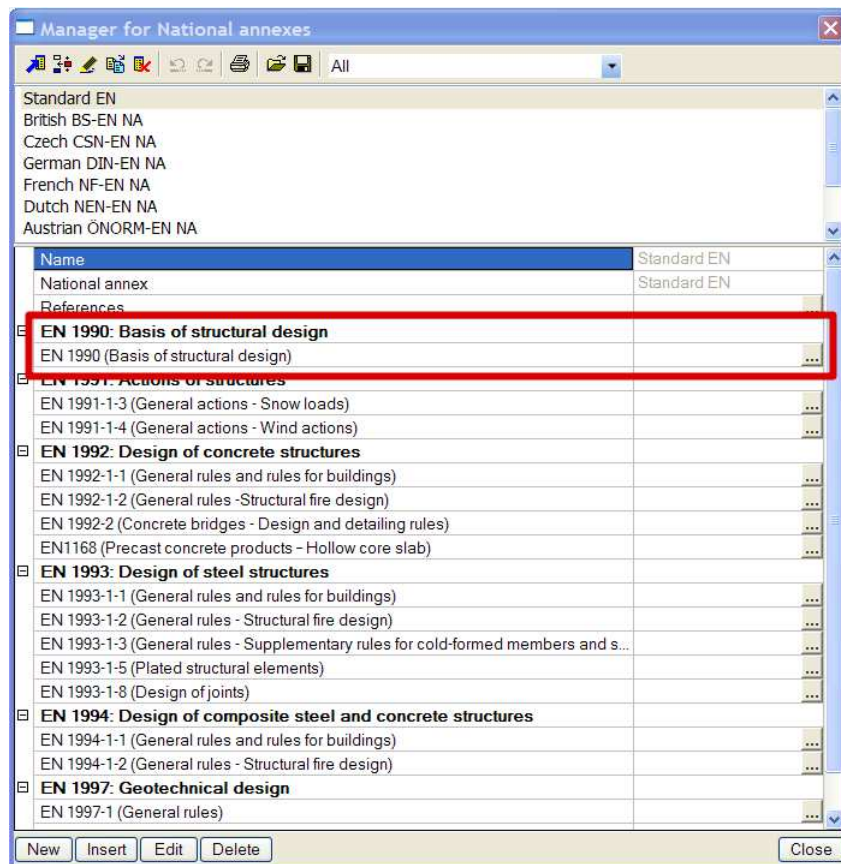 Manager for National annexes
All
Standard EN
British BS-EN NA
Czech CSN-EN NA
German DIN-EN NA
French NF-EN NA
Dutch NEN-EN NA
Austrian ÖNORM-EN NA
Name Standard EN
National annex Standard EN
References ...
EN 1990: Basis of structural design
EN 1990 (Basis of structural design) ...
EN 1991: Actions of structures
EN 1991-1-3 (General actions - Snow loads) ...
EN 1991-1-4 (General actions - Wind actions) ...
EN 1992: Design of concrete structures
EN 1992-1-1 (General rules and rules for buildings) ...
EN 1992-1-2 (General rules -Structural fire design) ...
EN 1992-2 (Concrete bridges - Design and detailing rules) ...
EN1168 (Precast concrete products – Hollow core slab) ...
EN 1993: Design of steel structures
EN 1993-1-1 (General rules and rules for buildings) ...
EN 1993-1-2 (General rules - Structural fire design) ...
EN 1993-1-3 (General rules - Supplementary rules for cold-formed members and s... ...
EN 1993-1-5 (Plated structural elements) ...
EN 1993-1-8 (Design of joints) ...
EN 1994: Design of composite steel and concrete structures
EN 1994-1-1 (General rules and rules for buildings) ...
EN 1994-1-2 (General rules - Structural fire design) ...
EN 1997: Geotechnical design
EN 1997-1 (General rules) ...
New Insert Edit Delete Close